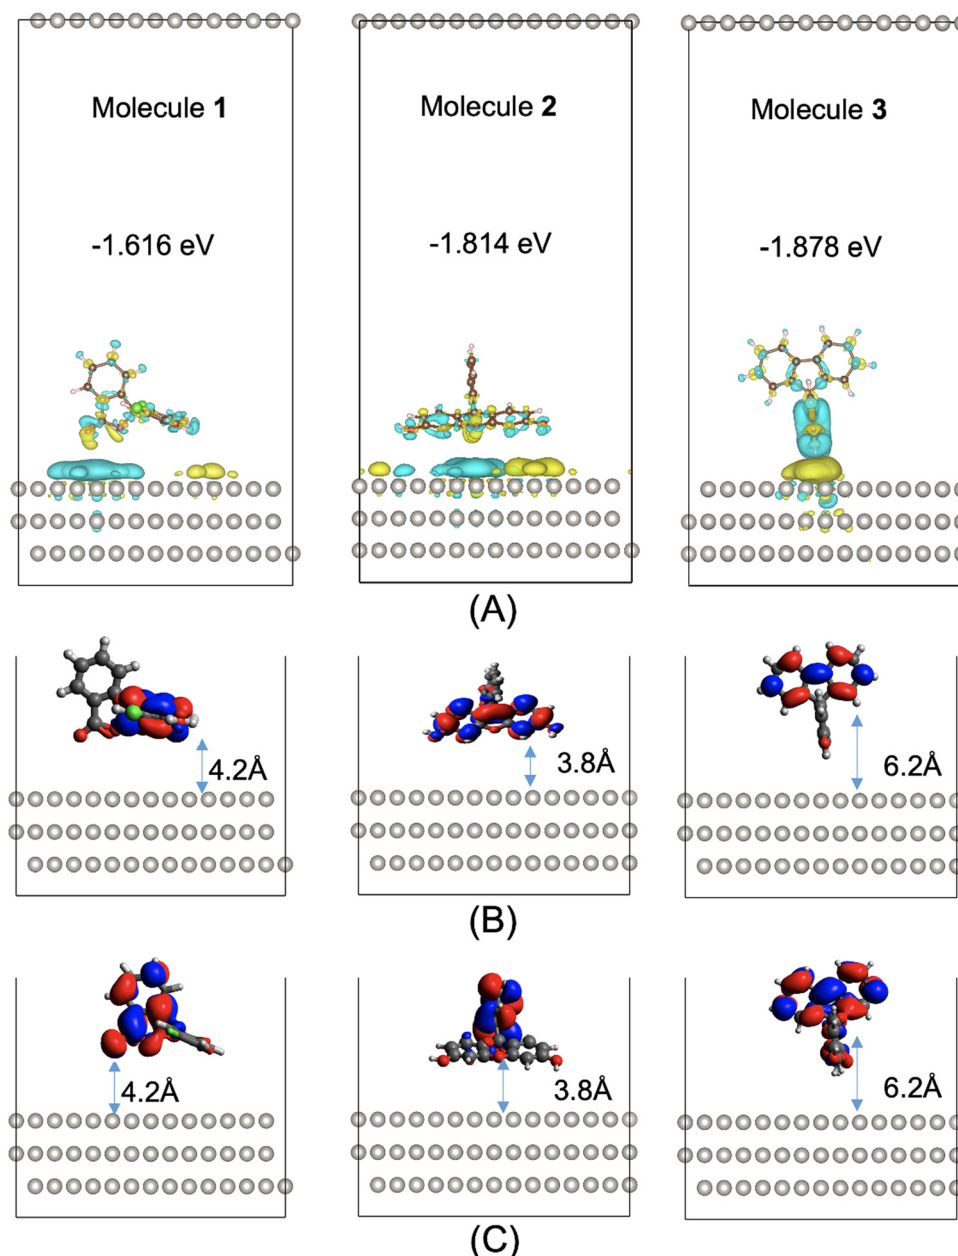 Molecule 1
Molecule 2
Molecule 3
-1.616 eV
-1.814 eV
-1.878 eV
(A)
4.2Å
3.8Å
6.2Å
(B)
4.2Å
3.8Å
6.2Å
(C)